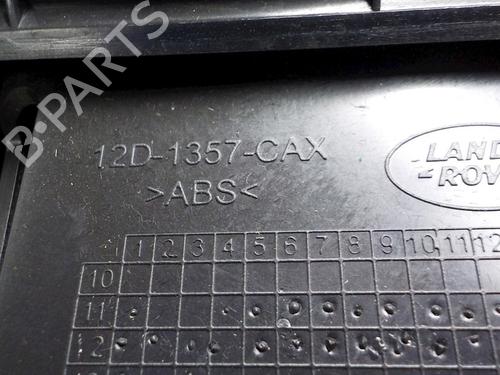 B-PARTS
12D-1357-CAX
>ABS<
LAND
ROV
1 2 3 4 5 6 7 8 9 10 11 12
10
11
12